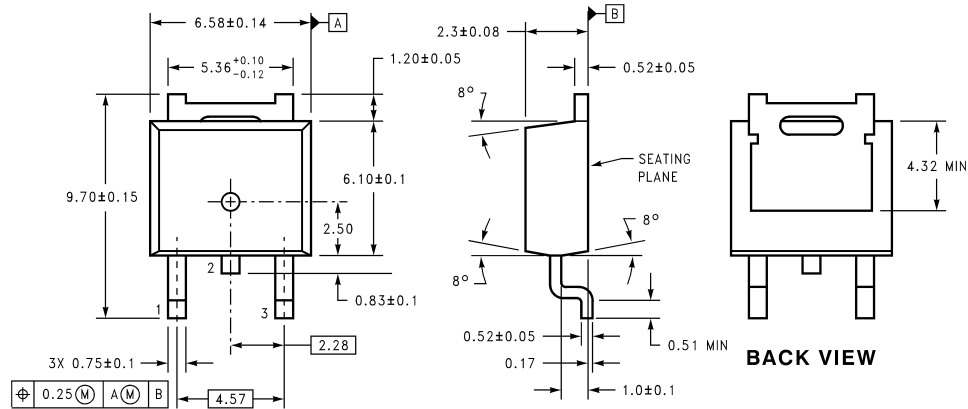 6.58±0.14
A
5.36 +0.10 -0.12
1.20±0.05
9.70±0.15
6.10±0.1
2.50
2
0.83±0.1
1
3
2.28
3X 0.75±0.1
⌖ 0.25 Ⓜ A Ⓜ B
4.57
2.3±0.08
B
0.52±0.05
8°
SEATING
PLANE
8°
8°
0.52±0.05
0.51 MIN
0.17
1.0±0.1
4.32 MIN
BACK VIEW